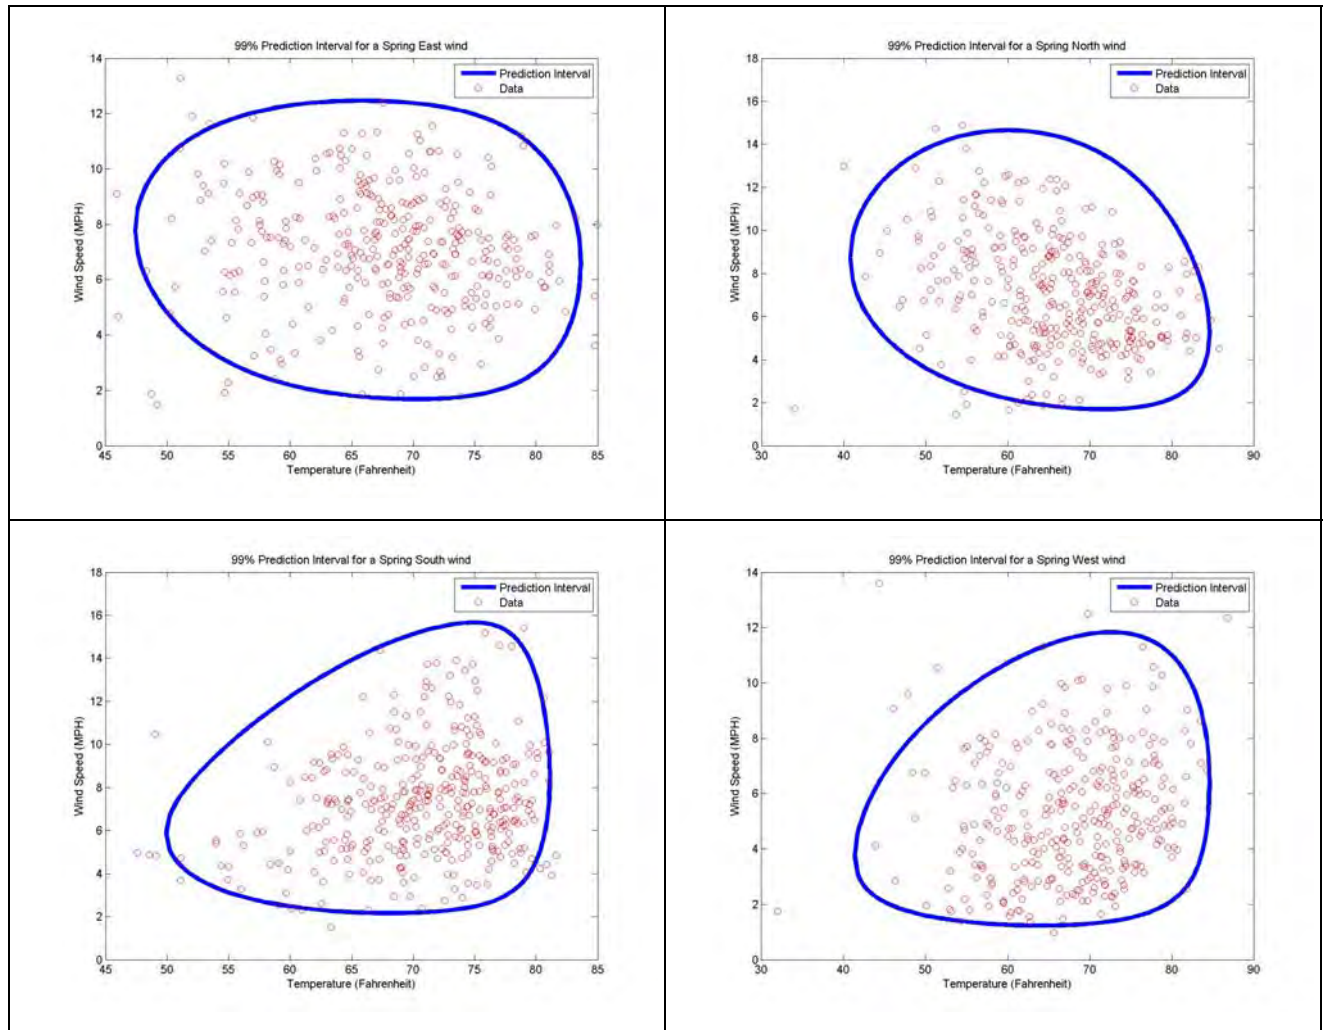 99% Prediction Interval for a Spring East wind
14
12
10
8
6
4
2
0
Wind Speed (MPH)
Prediction Interval
Data
45 50 55 60 65 70 75 80 85
Temperature (Fahrenheit)
99% Prediction Interval for a Spring North wind
18
16
14
12
10
8
6
4
2
0
Wind Speed (MPH)
Prediction Interval
Data
30 40 50 60 70 80 90
Temperature (Fahrenheit)
99% Prediction Interval for a Spring South wind
18
16
14
12
10
8
6
4
2
0
Wind Speed (MPH)
Prediction Interval
Data
45 50 55 60 65 70 75 80 85
Temperature (Fahrenheit)
99% Prediction Interval for a Spring West wind
14
12
10
8
6
4
2
0
Wind Speed (MPH)
Prediction Interval
Data
30 40 50 60 70 80 90
Temperature (Fahrenheit)